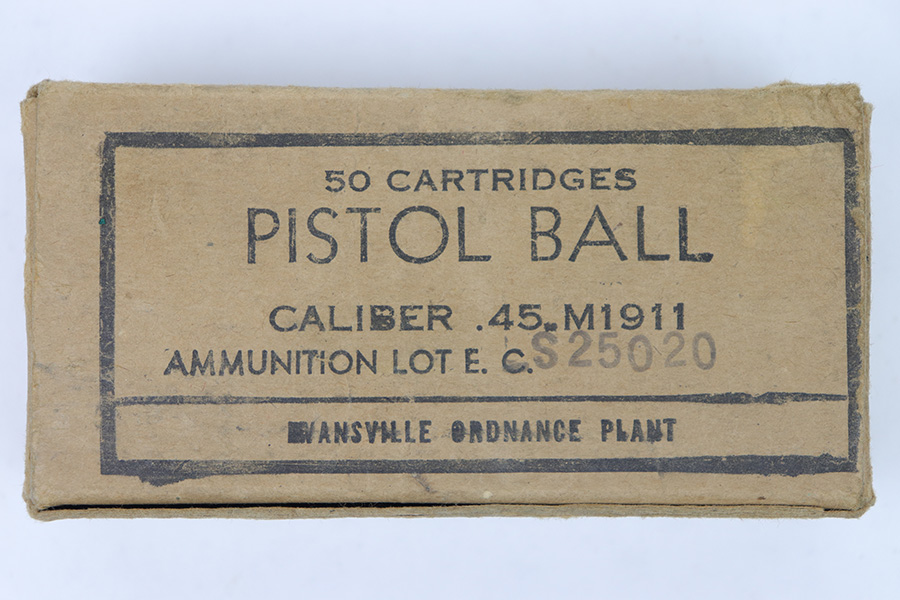 50 CARTRIDGES
PISTOL BALL
CALIBER .45, M1911
AMMUNITION LOT E. C. S25020
EVANSVILLE ORDNANCE PLANT